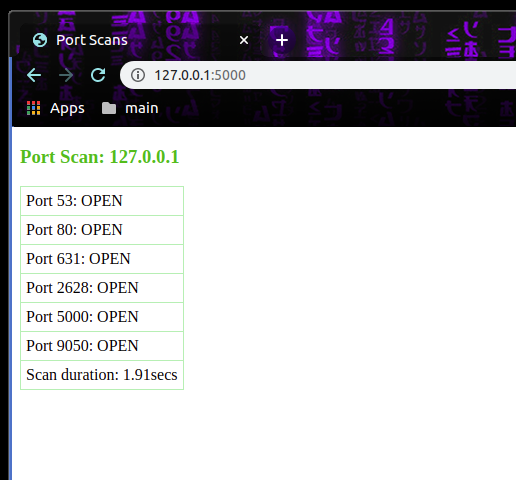 Port Scans
127.0.0.1:5000
Apps
main
Port Scan: 127.0.0.1
Port 53: OPEN
Port 80: OPEN
Port 631: OPEN
Port 2628: OPEN
Port 5000: OPEN
Port 9050: OPEN
Scan duration: 1.91secs